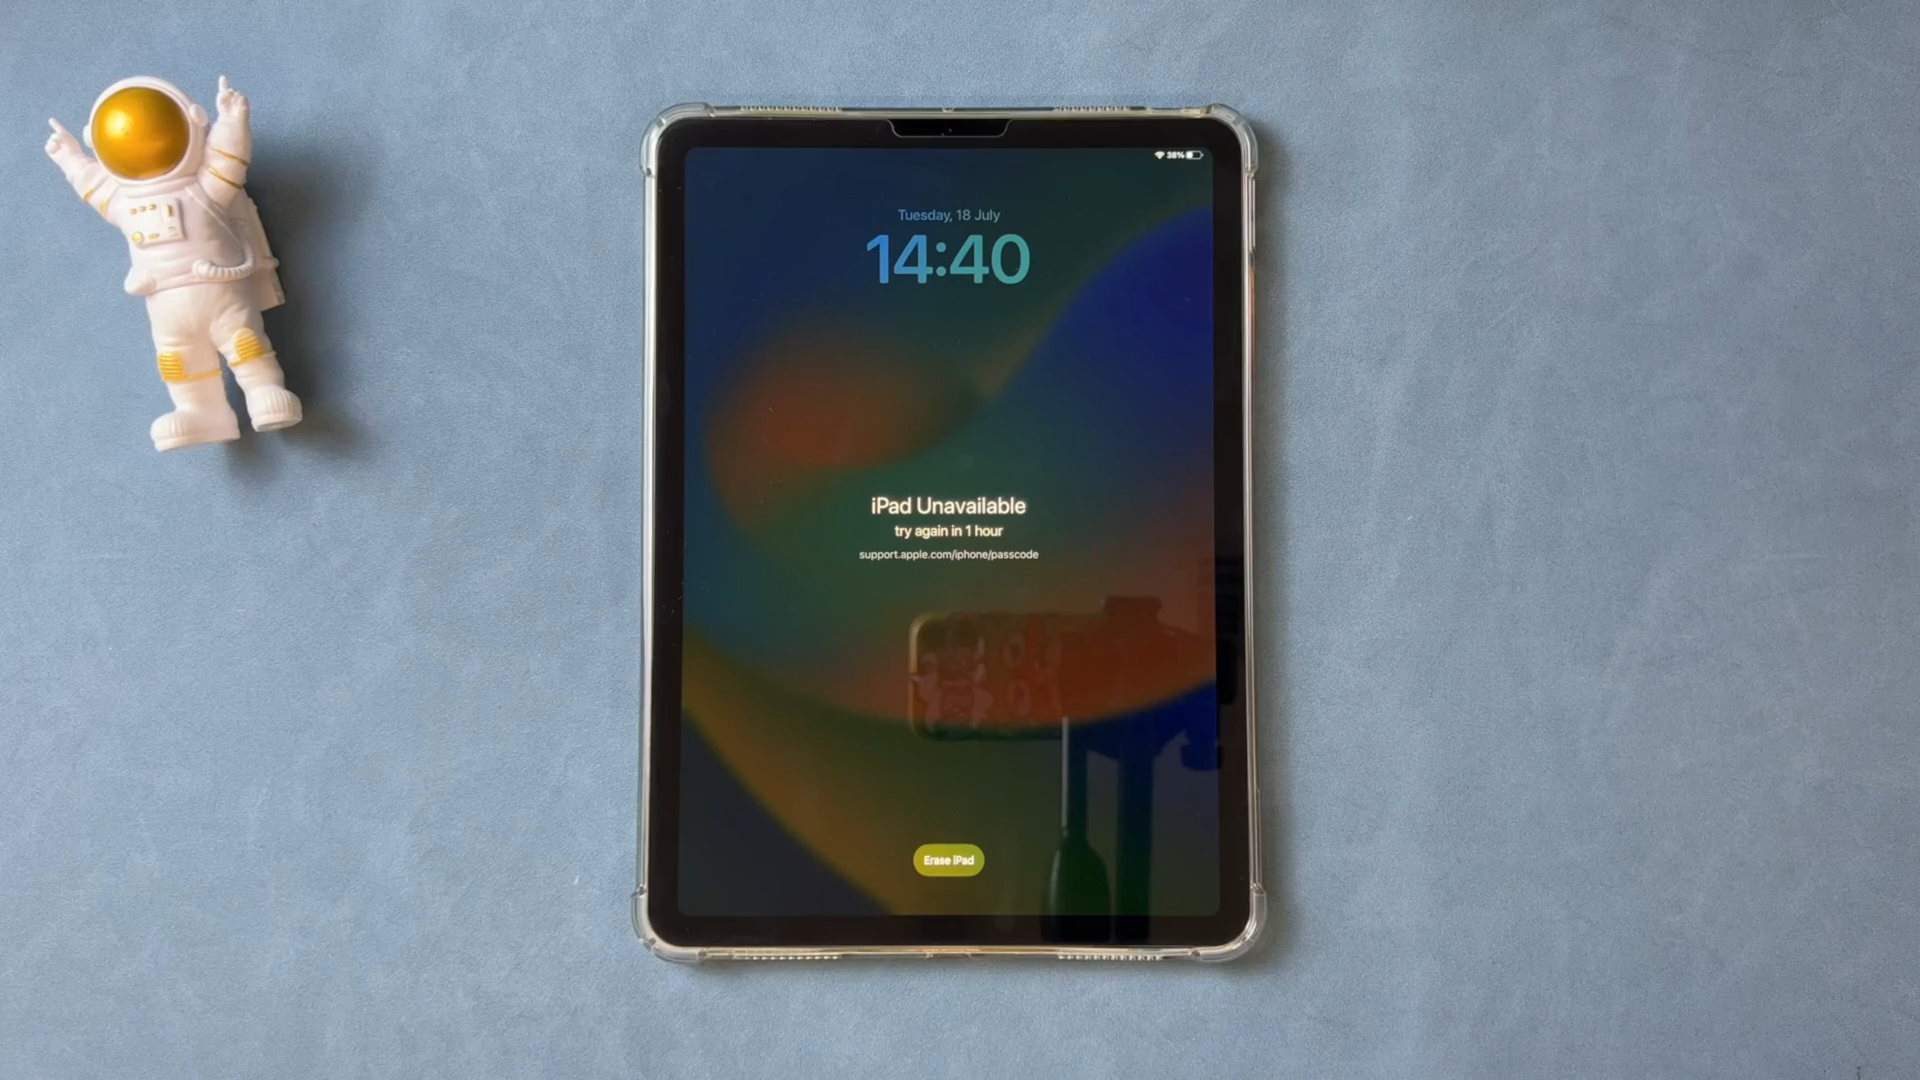 38%
Tuesday, 18 July
14:40
iPad Unavailable
try again in 1 hour
support.apple.com/iphone/passcode
Erase iPad